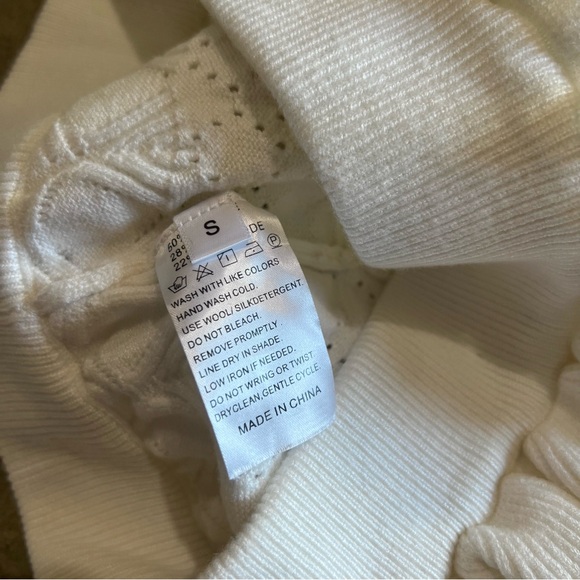 S
DE
WASH WITH LIKE COLORS
HAND WASH COLD.
USE WOOL/ SILKDETERGENT.
DO NOT BLEACH.
REMOVE PROMPTLY.
LINE DRY IN SHADE.
LOW IRON IF NEEDED.
DO NOT WRING OR TWIST
DRYCLEAN,GENTLE CYCLE.
MADE IN CHINA